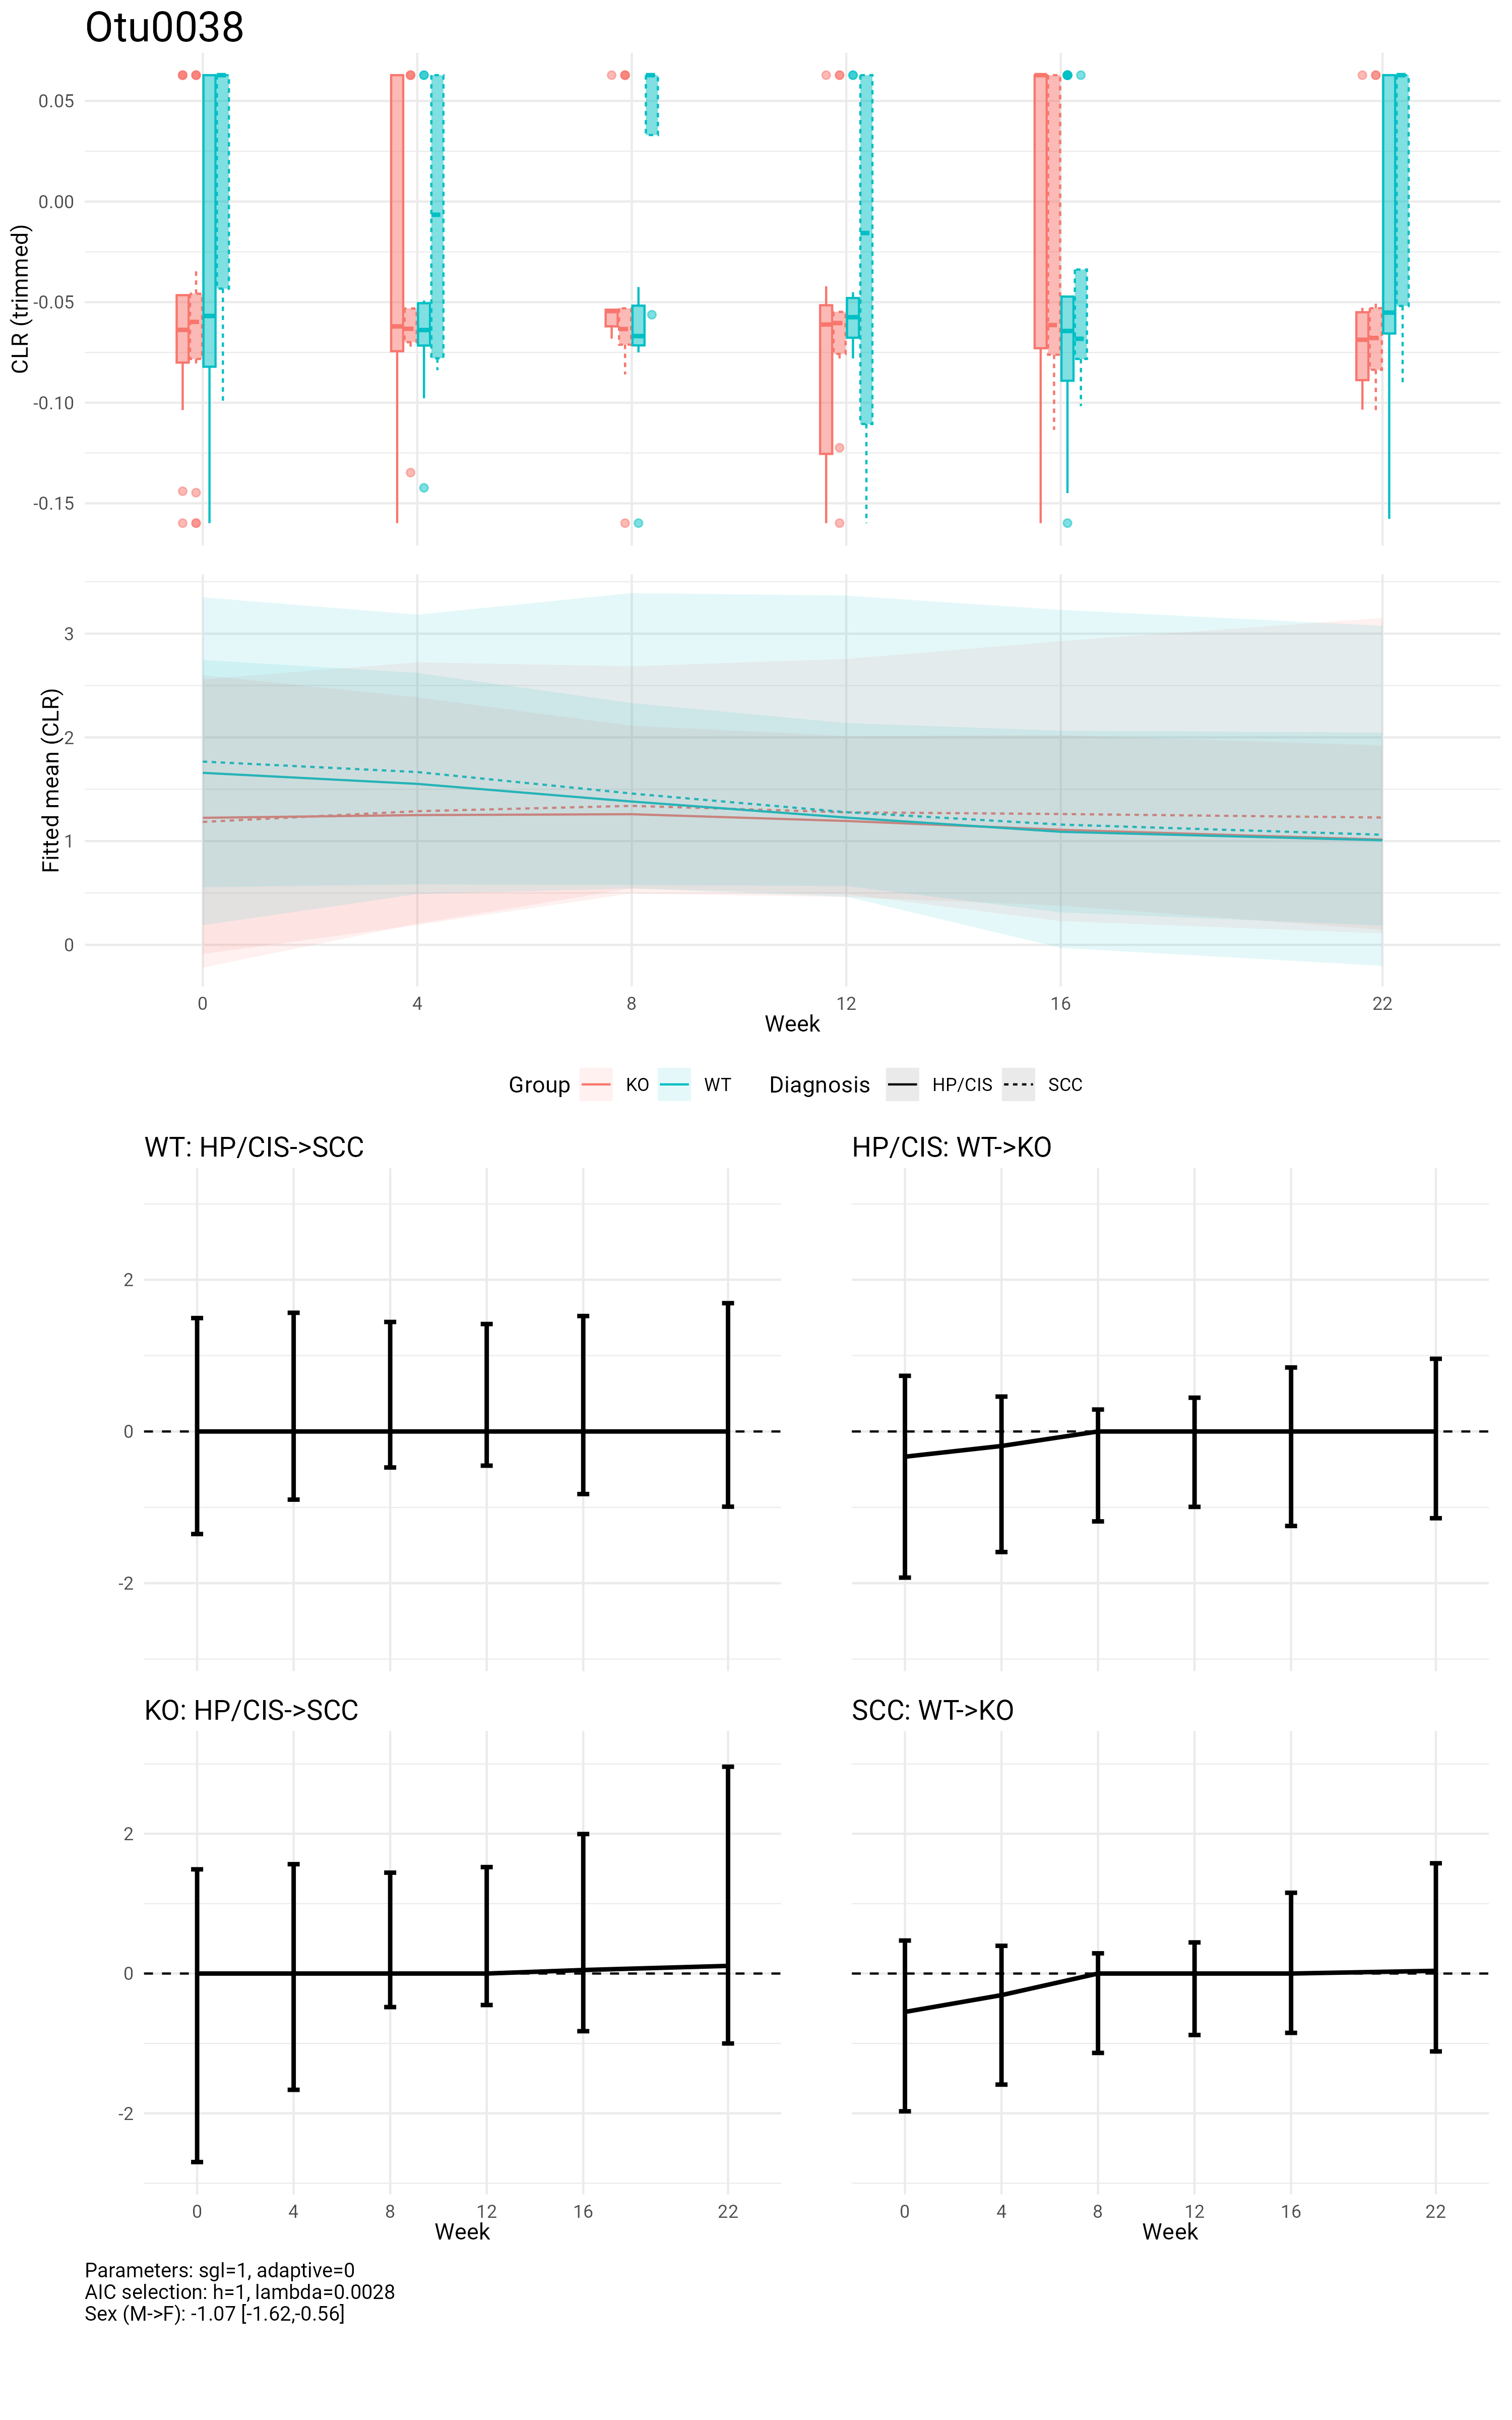 Otu0038
CLR (trimmed)
0.05
0.00
-0.05
-0.10
-0.15
Fitted mean (CLR)
3
2
1
0
0 4 8 12 16 22
Week
Group KO WT Diagnosis HP/CIS SCC
WT: HP/CIS->SCC HP/CIS: WT->KO
2
0
-2
KO: HP/CIS->SCC SCC: WT->KO
2
0
-2
0 4 8 12 16 22 0 4 8 12 16 22
Week Week
Parameters: sgl=1, adaptive=0
AIC selection: h=1, lambda=0.0028
Sex (M->F): -1.07 [-1.62,-0.56]